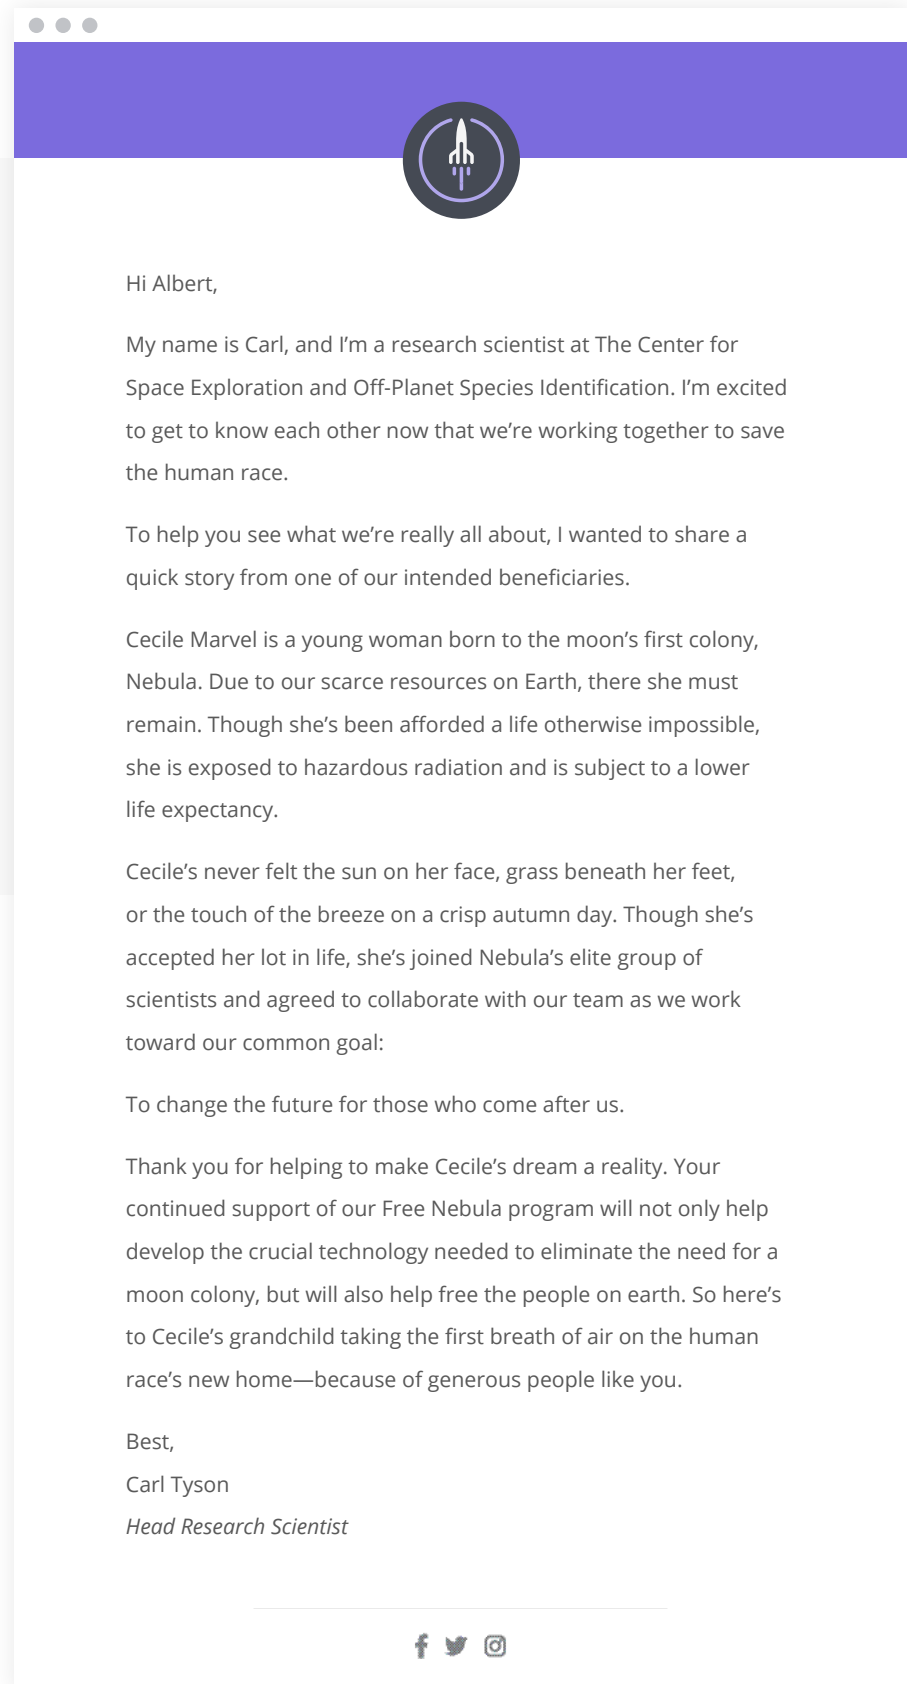 Hi Albert,
My name is Carl, and I’m a research scientist at The Center for
Space Exploration and Off-Planet Species Identification. I’m excited
to get to know each other now that we’re working together to save
the human race.
To help you see what we’re really all about, I wanted to share a
quick story from one of our intended beneficiaries.
Cecile Marvel is a young woman born to the moon’s first colony,
Nebula. Due to our scarce resources on Earth, there she must
remain. Though she’s been afforded a life otherwise impossible,
she is exposed to hazardous radiation and is subject to a lower
life expectancy.
Cecile’s never felt the sun on her face, grass beneath her feet,
or the touch of the breeze on a crisp autumn day. Though she’s
accepted her lot in life, she’s joined Nebula’s elite group of
scientists and agreed to collaborate with our team as we work
toward our common goal:
To change the future for those who come after us.
Thank you for helping to make Cecile’s dream a reality. Your
continued support of our Free Nebula program will not only help
develop the crucial technology needed to eliminate the need for a
moon colony, but will also help free the people on earth. So here’s
to Cecile’s grandchild taking the first breath of air on the human
race’s new home—because of generous people like you.
Best,
Carl Tyson
Head Research Scientist